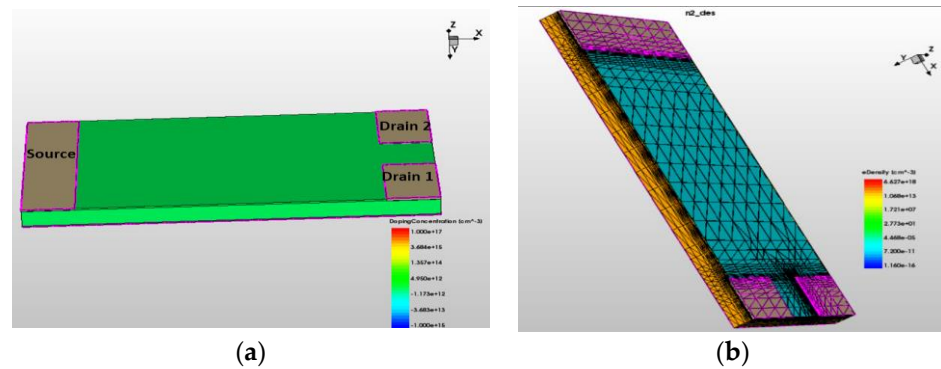 Z
X
Y
Drain 2
Source
Drain 1
DopingConcentration (cm^-3)
1.000e+17
3.684e+15
1.357e+14
4.950e+12
-1.173e+12
-3.683e+13
-1.000e+15
(a)
n2_des
Z
Y
X
eDensity (cm^-3)
6.627e+18
1.068e+13
1.721e+07
2.773e+01
4.468e-05
7.200e-11
1.160e-16
(b)